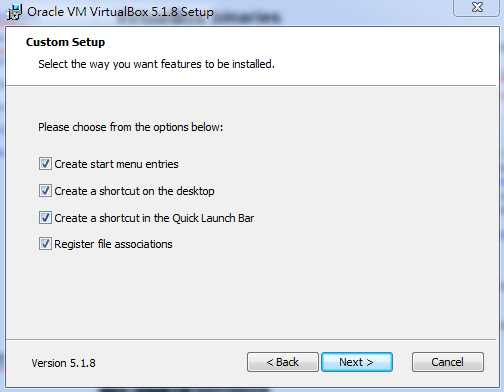 Oracle VM VirtualBox 5.1.8 Setup
Custom Setup
Select the way you want features to be installed.
Please choose from the options below:
Create start menu entries
Create a shortcut on the desktop
Create a shortcut in the Quick Launch Bar
Register file associations
Version 5.1.8
< Back
Next >
Cancel